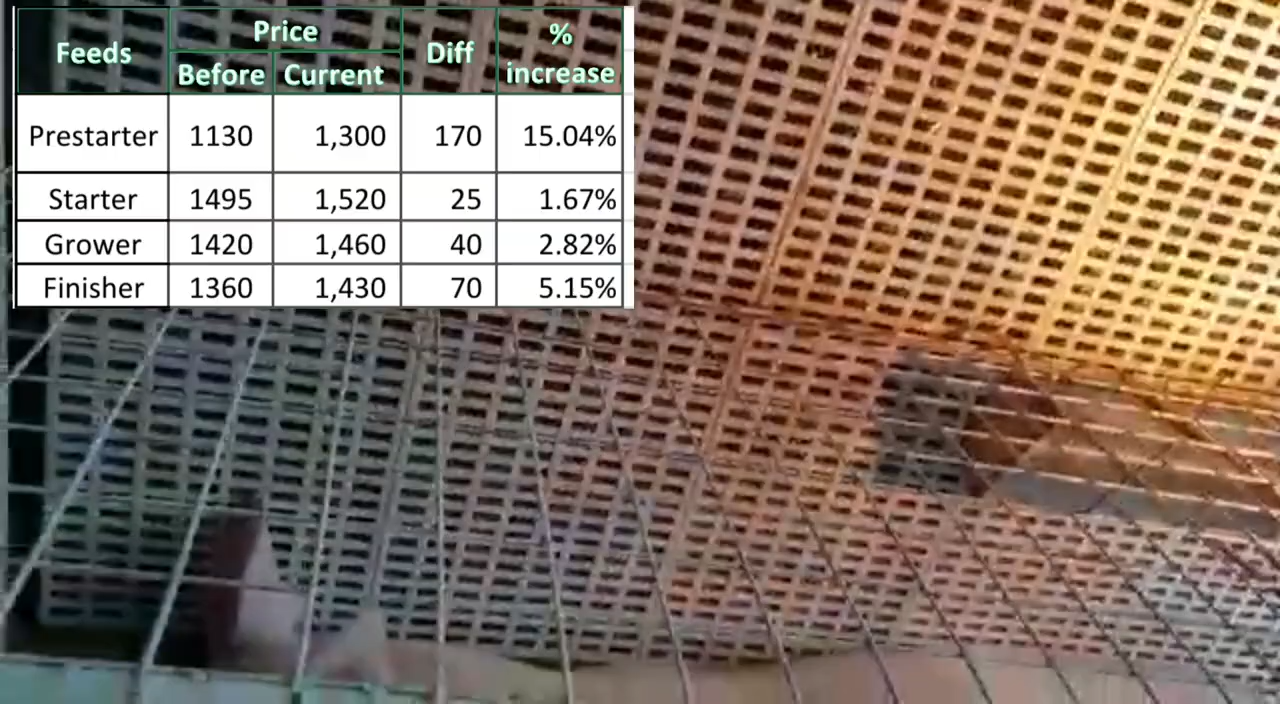 Feeds Price Diff % increase
Before Current
Prestarter 1130 1,300 170 15.04%
Starter 1495 1,520 25 1.67%
Grower 1420 1,460 40 2.82%
Finisher 1360 1,430 70 5.15%